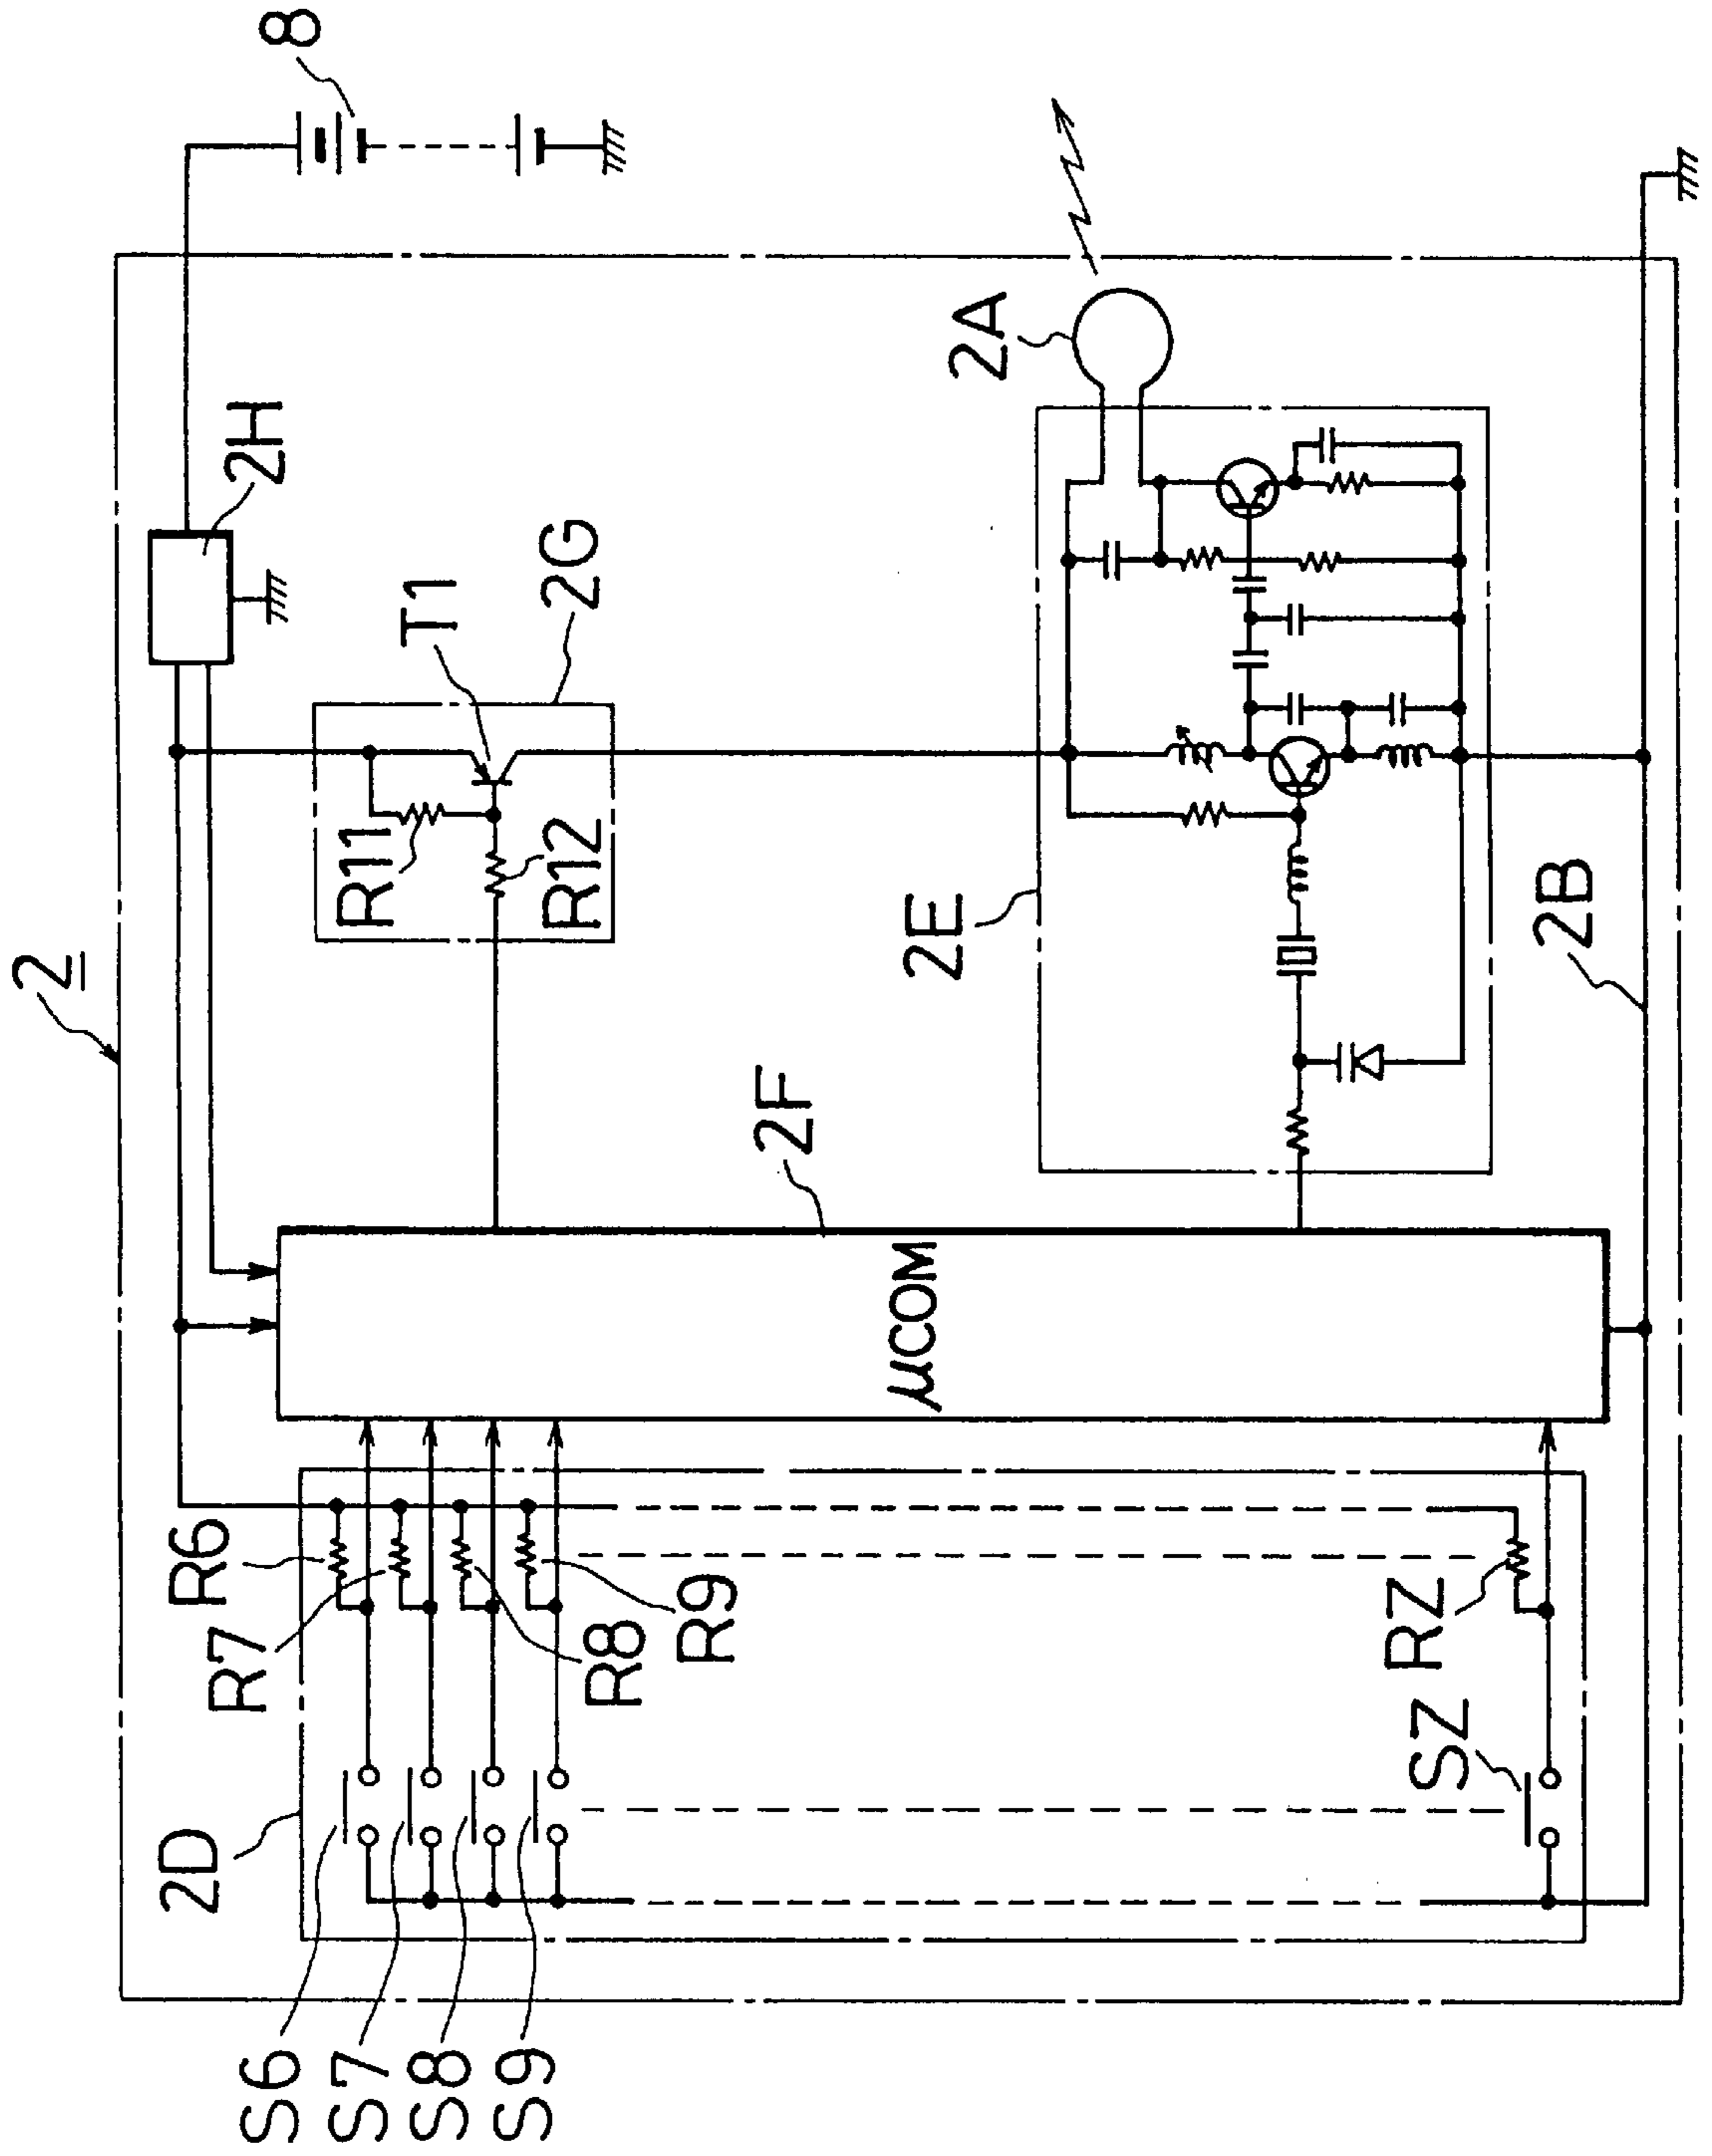 2
8
2H
T1
2G
R11
R12
2A
2E
2B
2F
μCOM
R6
R7
R8
R9
RZ
SZ
2D
S6
S7
S8
S9